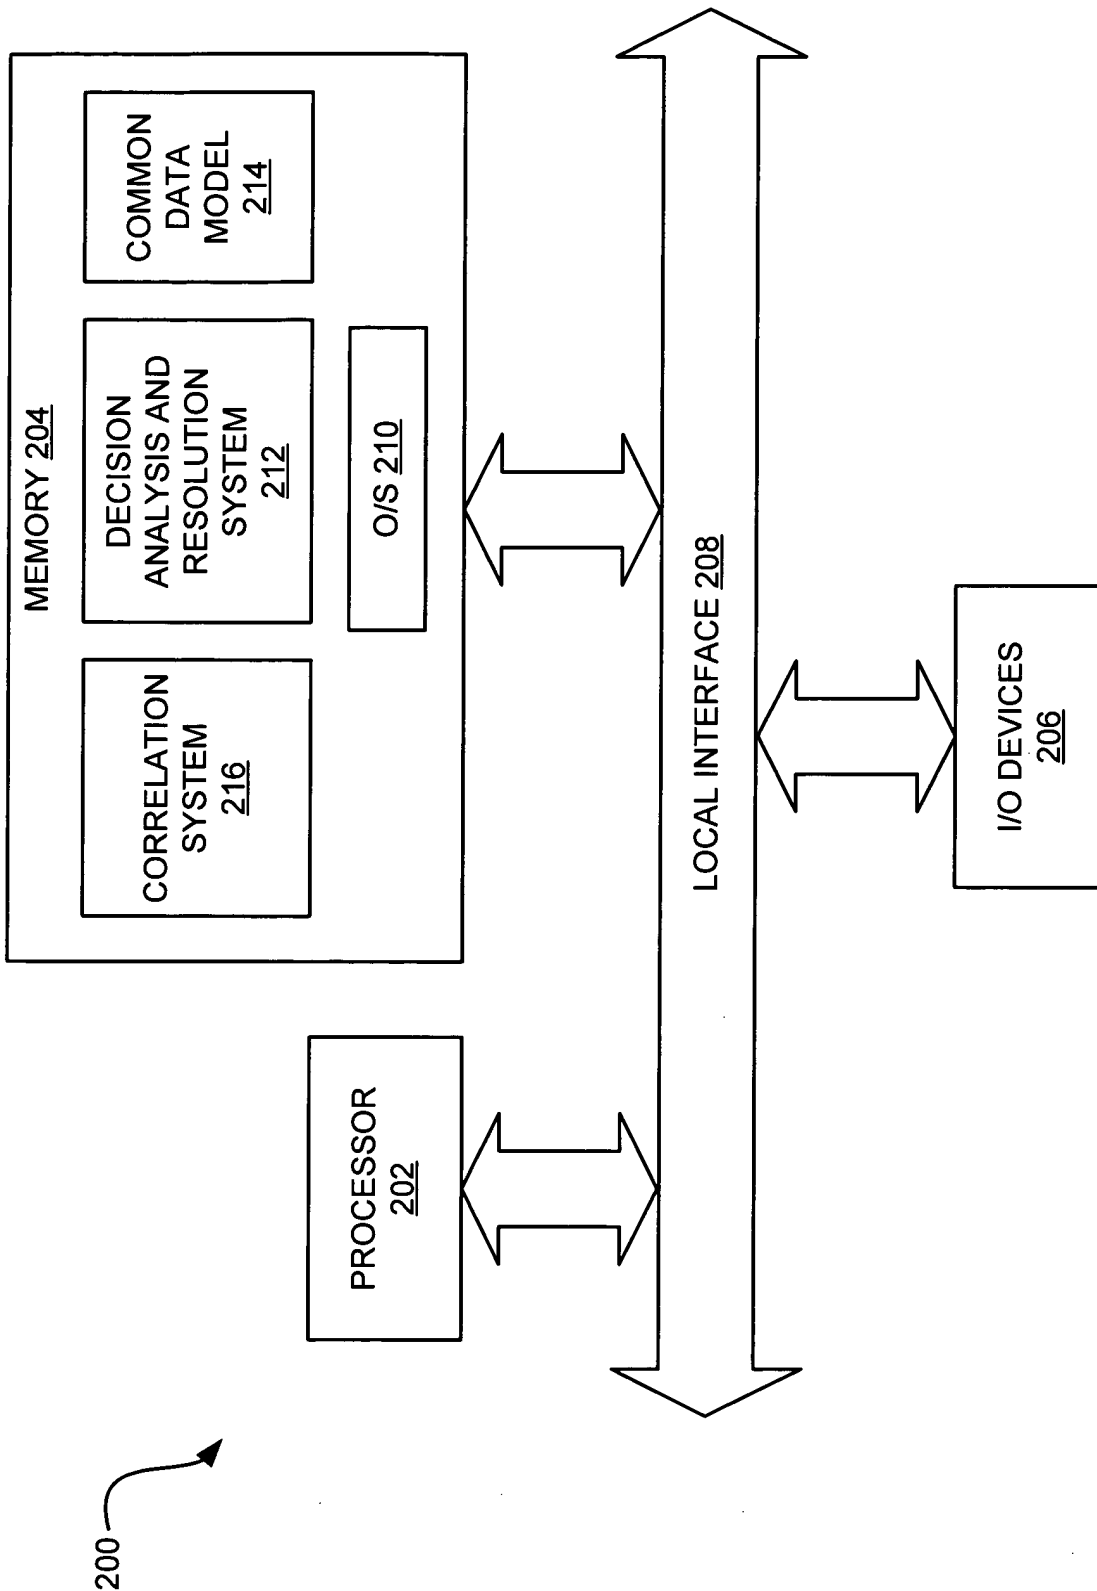 200
PROCESSOR
202
MEMORY 204
CORRELATION
SYSTEM
216
DECISION
ANALYSIS AND
RESOLUTION
SYSTEM
212
COMMON
DATA
MODEL
214
O/S 210
LOCAL INTERFACE 208
I/O DEVICES
206